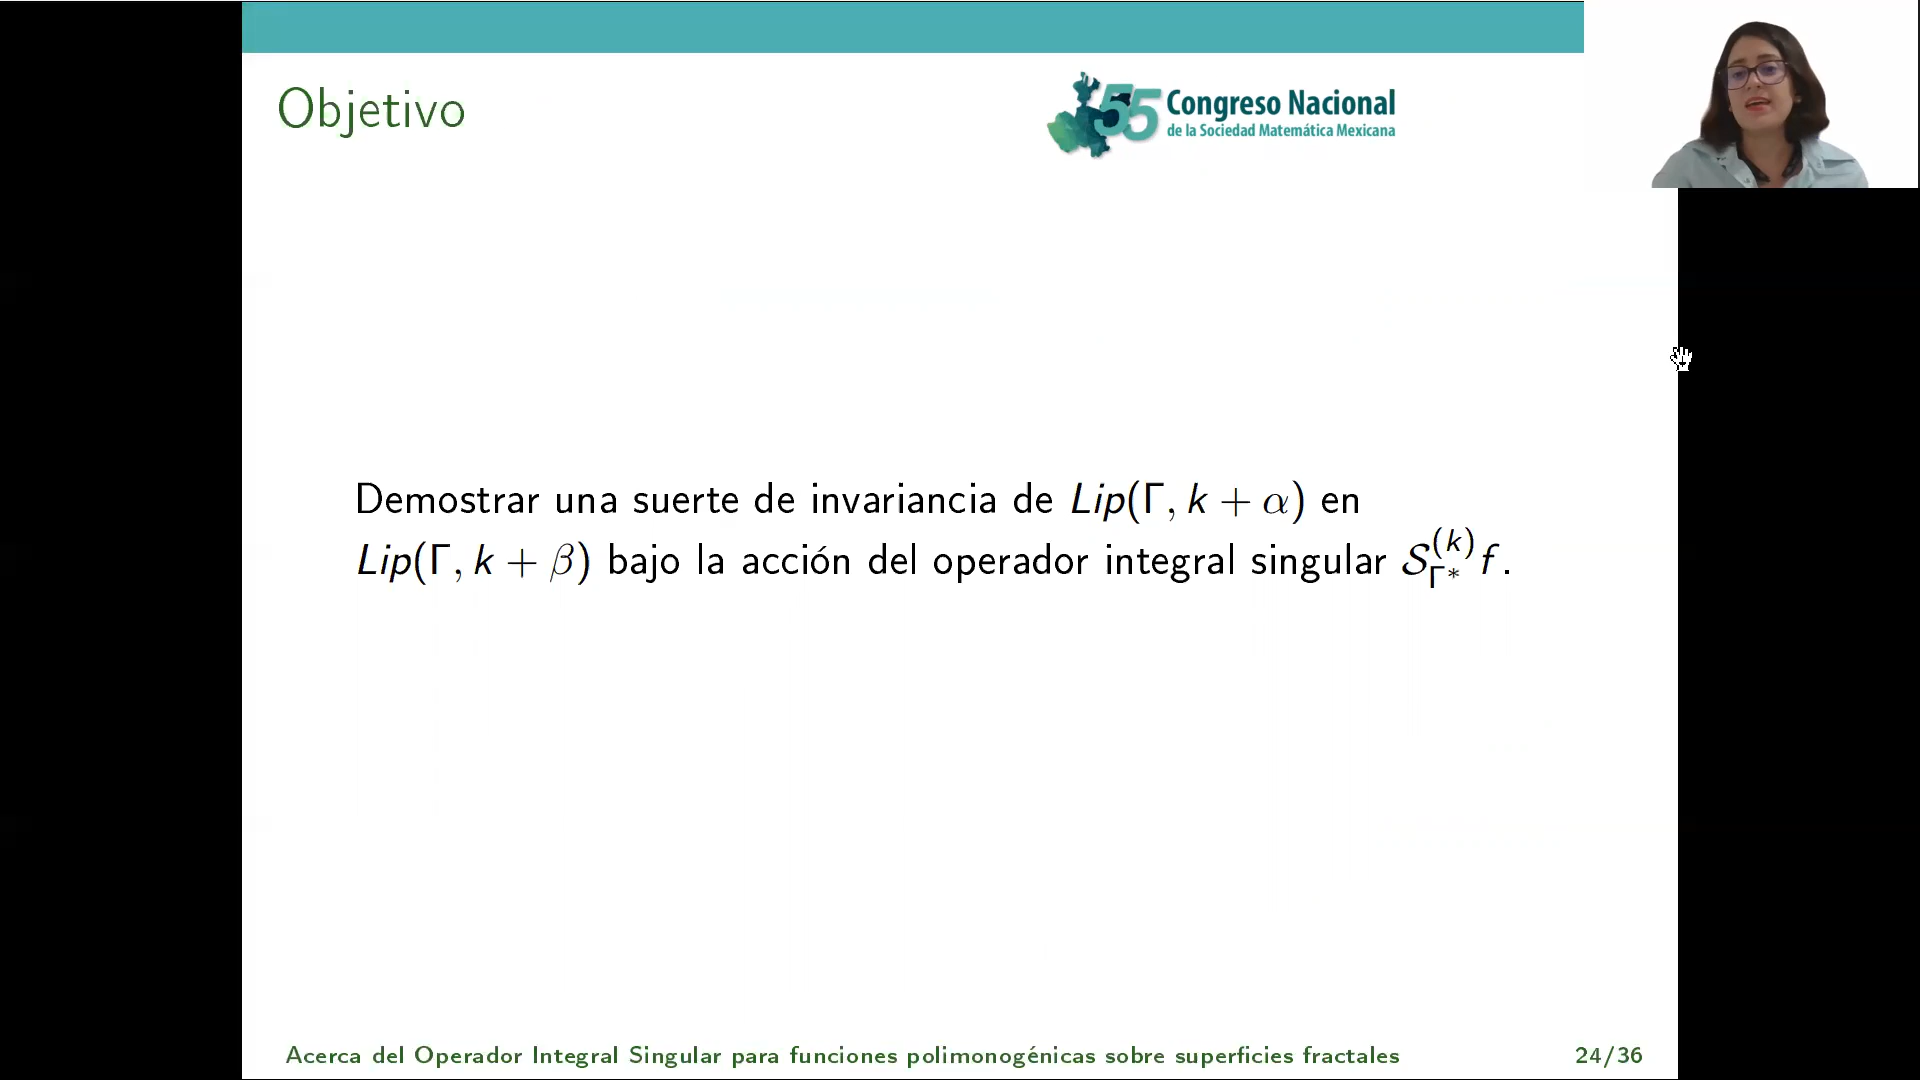 Objetivo
55 Congreso Nacional
de la Sociedad Matemática Mexicana
Demostrar una suerte de invariancia de Lip(Γ, k + α) en
Lip(Γ, k + β) bajo la acción del operador integral singular 𝒮_{Γ*}^{(k)} f.
Acerca del Operador Integral Singular para funciones polimonogénicas sobre superficies fractales 24/36